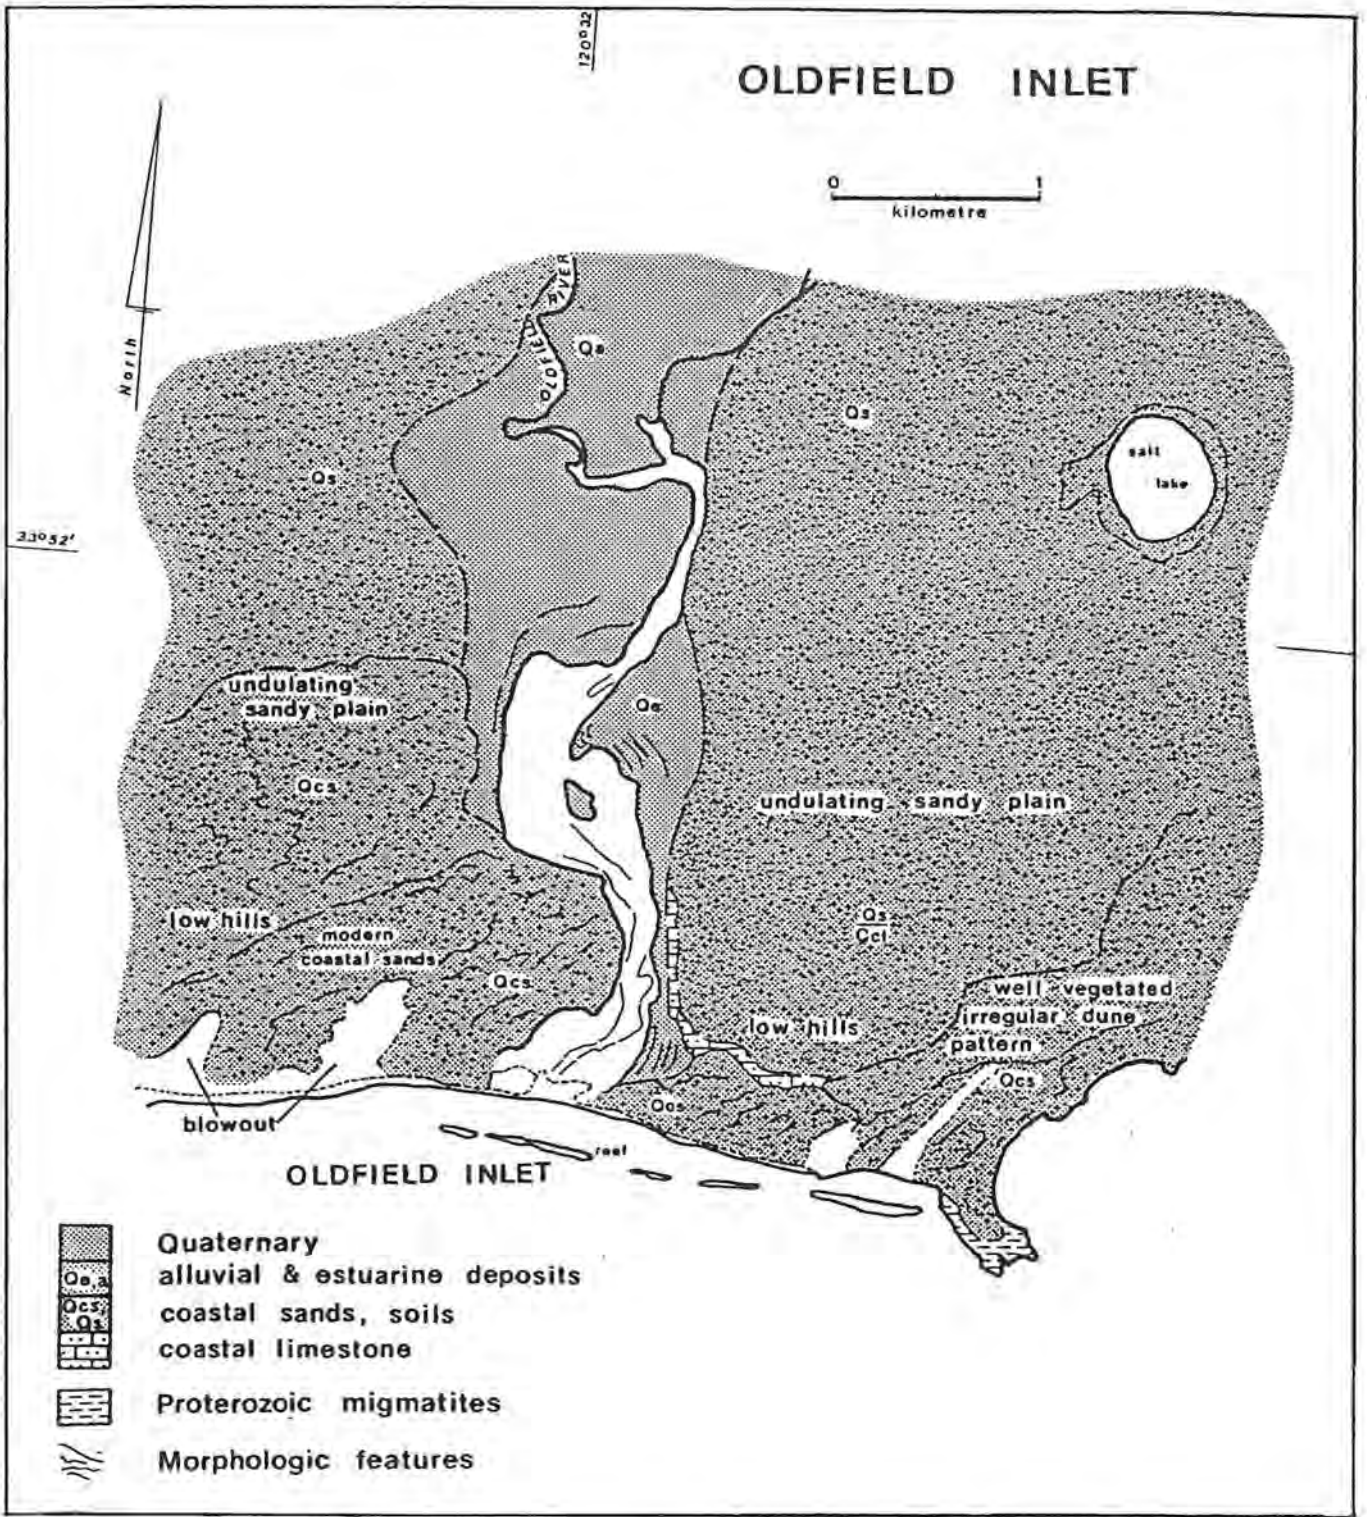 120°32
OLDFIELD INLET
0 1
kilometre
North
OLDFIELD RIVER
Qa
Qs
Qs
salt
lake
33°52'
undulating
sandy plain
Qe
Qcs
undulating sandy plain
low hills
modern
coastal sands
Qs
Ccl
Qcs
well vegetated
irregular dune
pattern
low hills
Qcs
Qcs
blowout
reef
OLDFIELD INLET
Quaternary
Qe,a alluvial & estuarine deposits
Qcs,
Qs coastal sands, soils
coastal limestone
Proterozoic migmatites
Morphologic features